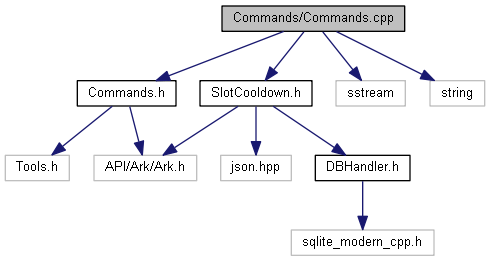 Commands/Commands.cpp
Commands.h
SlotCooldown.h
sstream
string
Tools.h
API/Ark/Ark.h
json.hpp
DBHandler.h
sqlite_modern_cpp.h